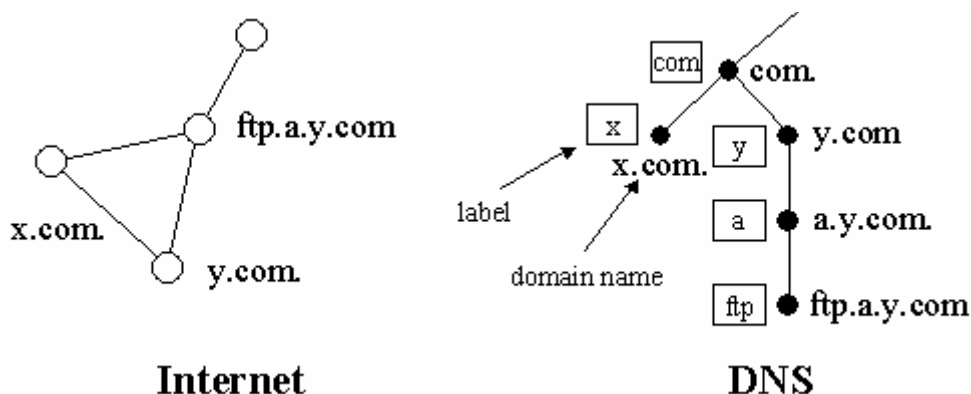 ftp.a.y.com
x.com.
y.com.
Internet
com
com.
x
x.com.
label
domain name
y
y.com
a
a.y.com.
ftp
ftp.a.y.com
DNS